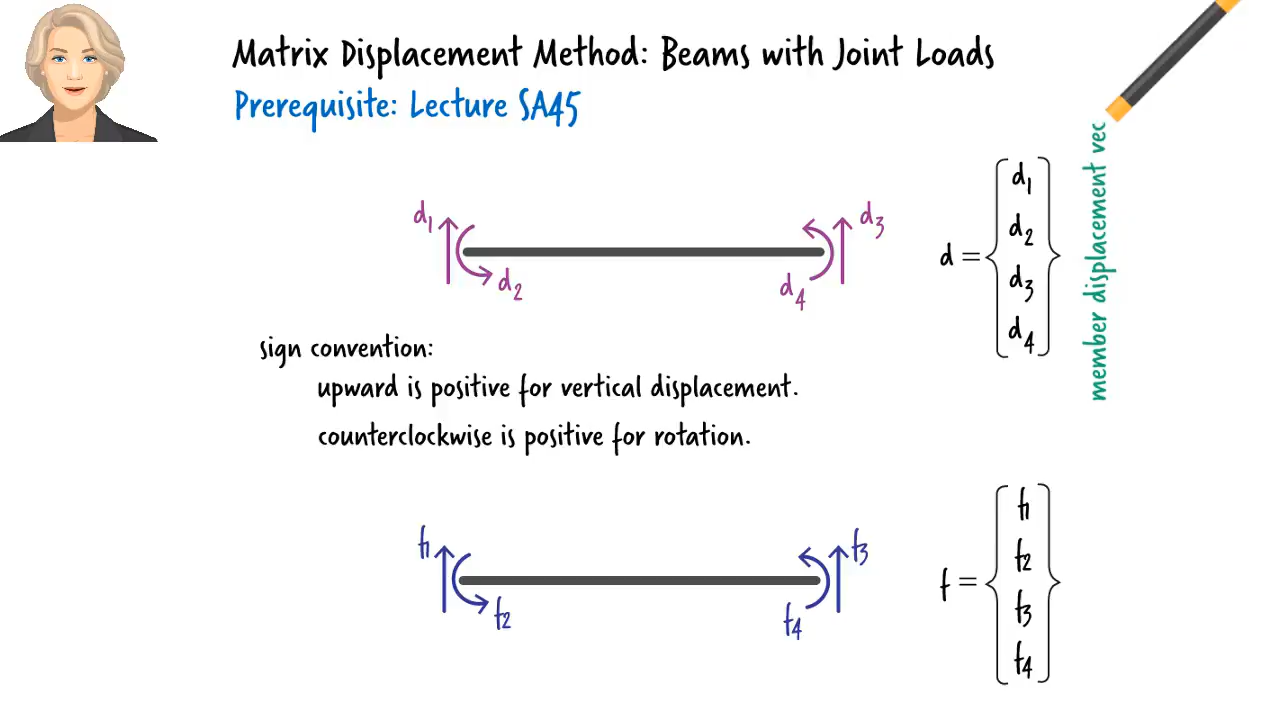 Matrix Displacement Method: Beams with Joint Loads
Prerequisite: Lecture SA45
d1
d2
d3
d4
d =
d1
d2
d3
d4
member displacement vec
sign convention:
upward is positive for vertical displacement.
counterclockwise is positive for rotation.
f1
f2
f3
f4
f =
f1
f2
f3
f4